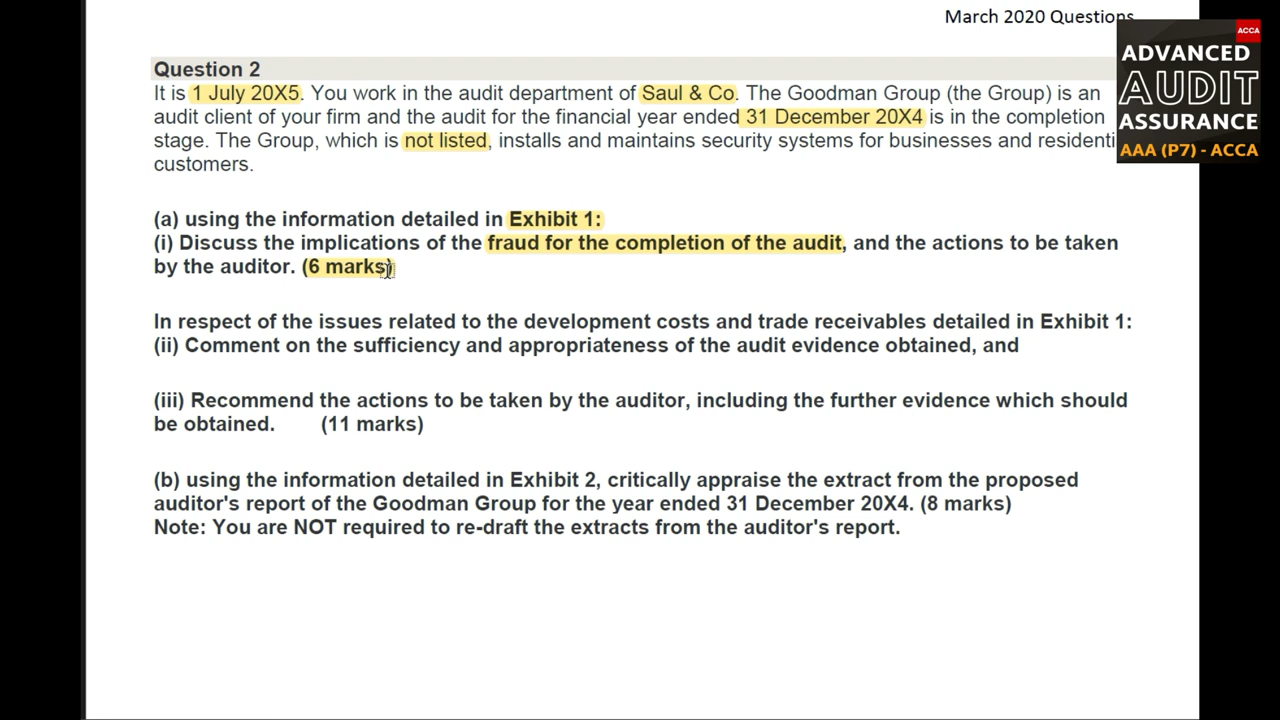 March 2020 Questions
ACCA
ADVANCED
AUDIT
ASSURANCE
AAA (P7) - ACCA
Question 2
It is 1 July 20X5. You work in the audit department of Saul & Co. The Goodman Group (the Group) is an
audit client of your firm and the audit for the financial year ended 31 December 20X4 is in the completion
stage. The Group, which is not listed, installs and maintains security systems for businesses and residenti
customers.
(a) using the information detailed in Exhibit 1:
(i) Discuss the implications of the fraud for the completion of the audit, and the actions to be taken
by the auditor. (6 marks)
In respect of the issues related to the development costs and trade receivables detailed in Exhibit 1:
(ii) Comment on the sufficiency and appropriateness of the audit evidence obtained, and
(iii) Recommend the actions to be taken by the auditor, including the further evidence which should
be obtained. (11 marks)
(b) using the information detailed in Exhibit 2, critically appraise the extract from the proposed
auditor's report of the Goodman Group for the year ended 31 December 20X4. (8 marks)
Note: You are NOT required to re-draft the extracts from the auditor's report.